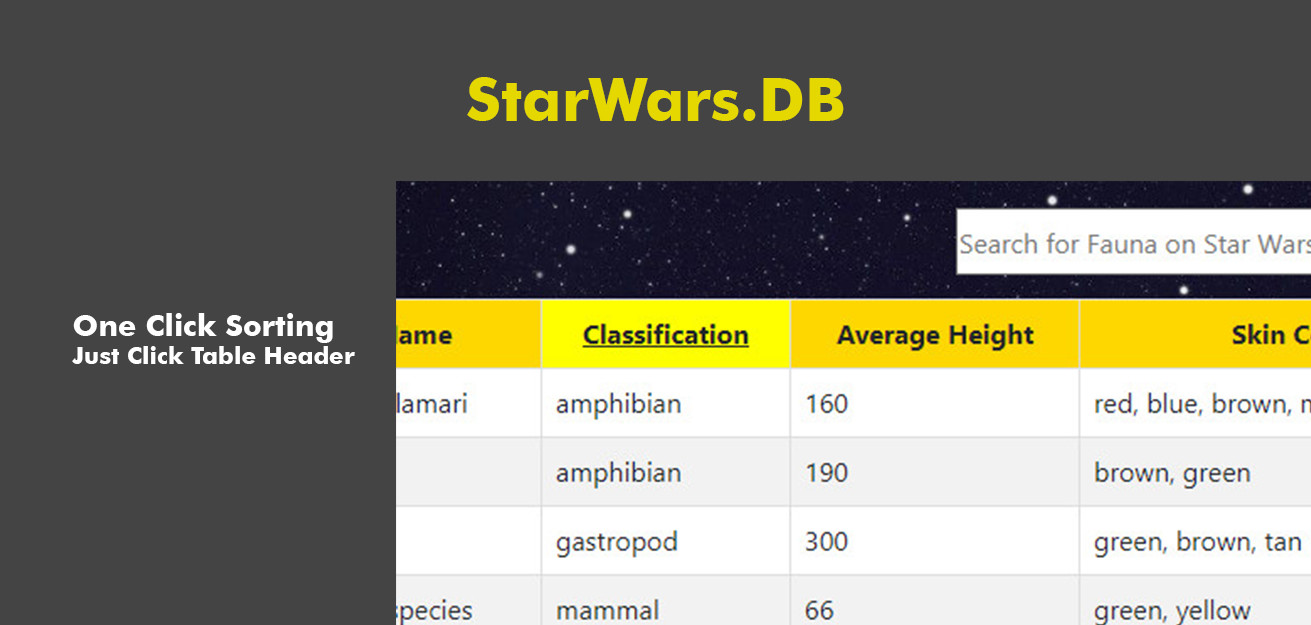 StarWars.DB
Search for Fauna on Star Wars
One Click Sorting
Just Click Table Header
ame Classification Average Height Skin C
lamari amphibian 160 red, blue, brown,
amphibian 190 brown, green
gastropod 300 green, brown, tan
species mammal 66 green, yellow